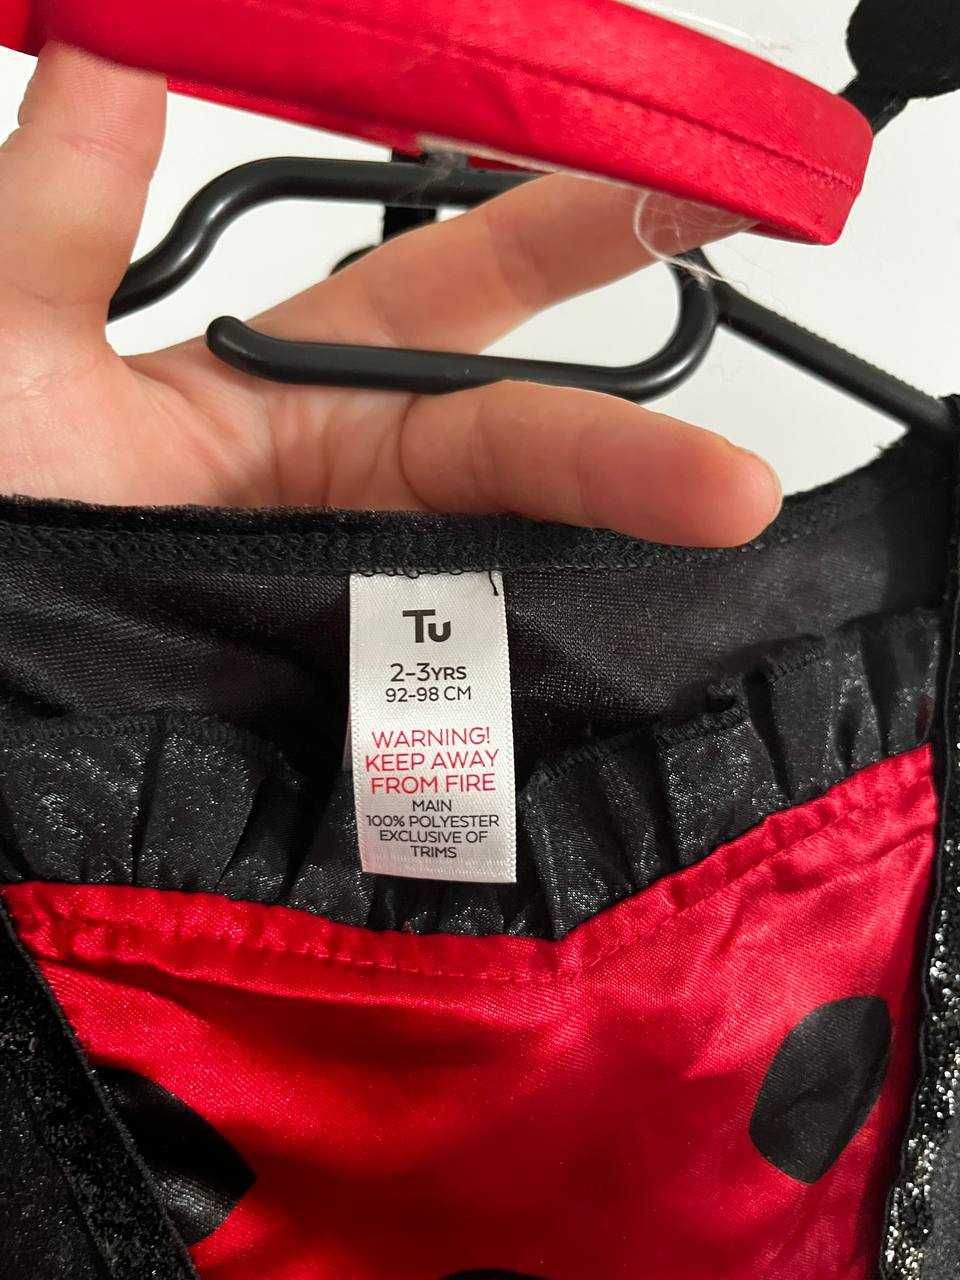 Tu
2-3YRS
92-98 CM
WARNING!
KEEP AWAY
FROM FIRE
MAIN
100% POLYESTER
EXCLUSIVE OF
TRIMS